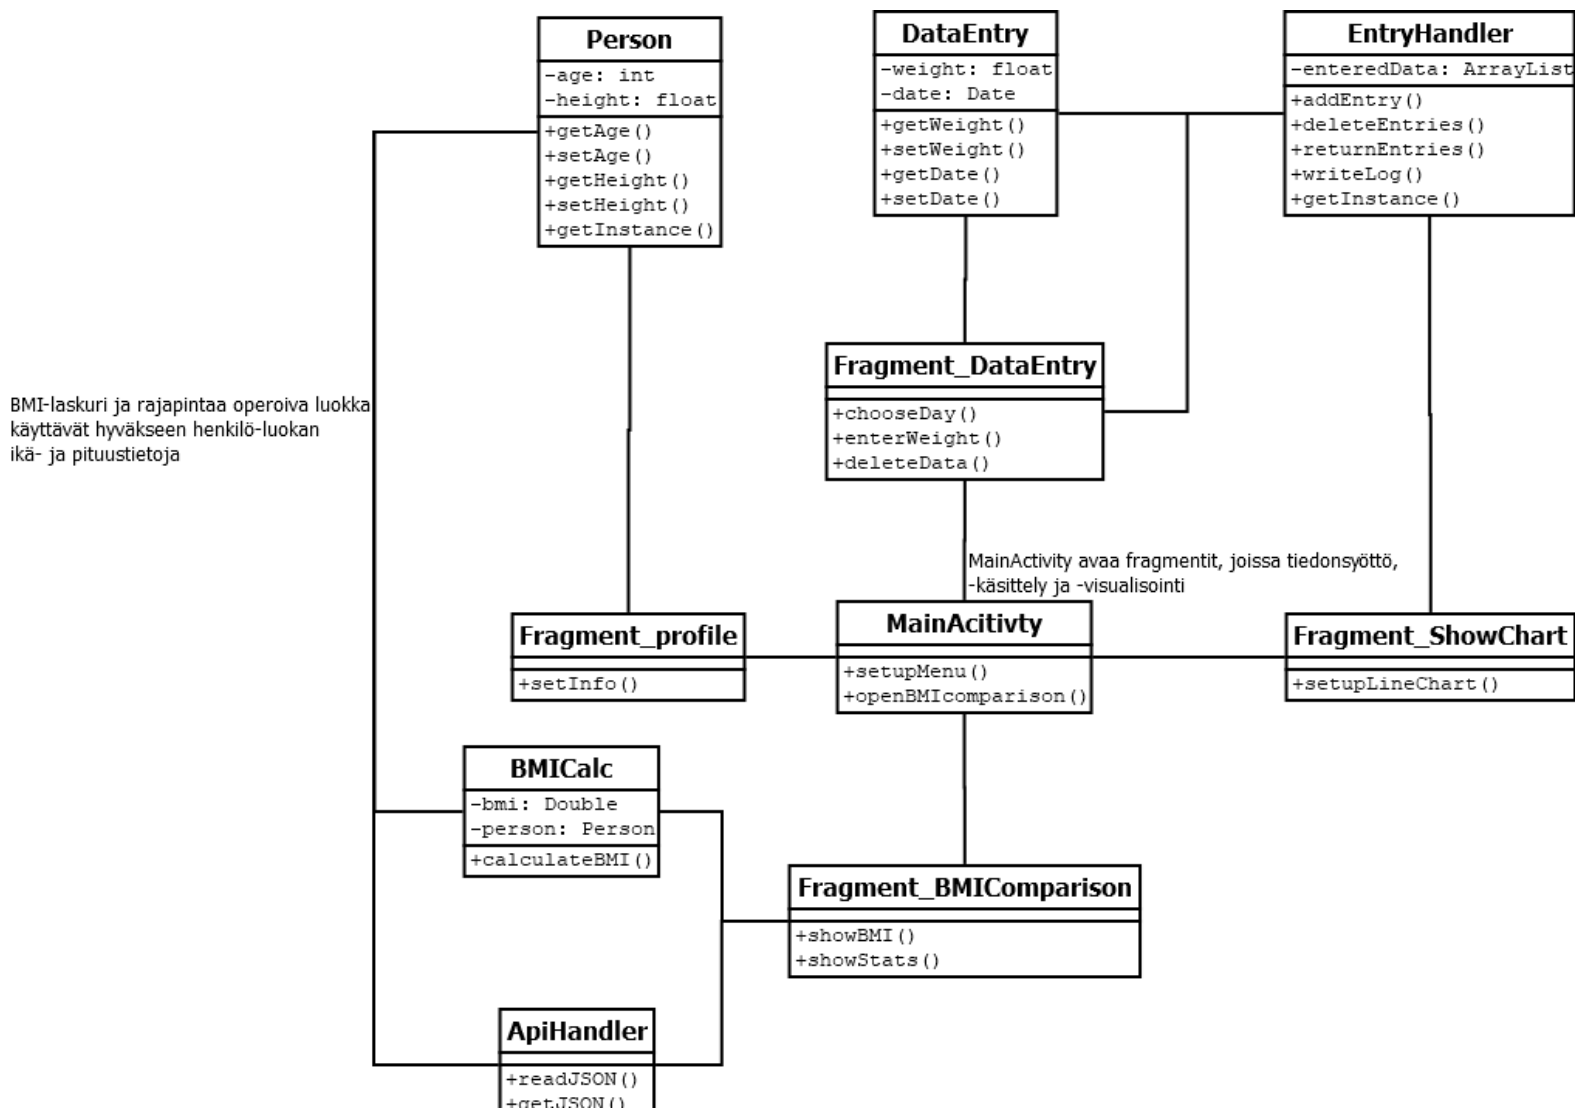 Person
-age: int
-height: float
+getAge()
+setAge()
+getHeight()
+setHeight()
+getInstance()
DataEntry
-weight: float
-date: Date
+getWeight()
+setWeight()
+getDate()
+setDate()
EntryHandler
-enteredData: ArrayList
+addEntry()
+deleteEntries()
+returnEntries()
+writeLog()
+getInstance()
Fragment_DataEntry
+chooseDay()
+enterWeight()
+deleteData()
BMI-laskuri ja rajapintaa operoiva luokka
käyttävät hyväkseen henkilö-luokan
ikä- ja pituustietoja
MainActivity avaa fragmentit, joissa tiedonsyöttö,
-käsittely ja -visualisointi
Fragment_profile
+setInfo()
MainAcitivty
+setupMenu()
+openBMIcomparison()
Fragment_ShowChart
+setupLineChart()
BMICalc
-bmi: Double
-person: Person
+calculateBMI()
Fragment_BMIComparison
+showBMI()
+showStats()
ApiHandler
+readJSON()
+getJSON()